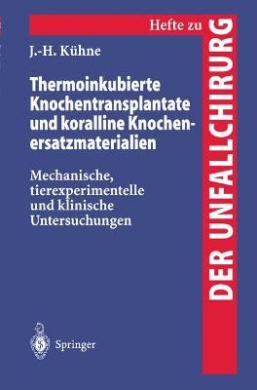 Hefte zu
DER UNFALLCHIRURG
J.-H. Kühne
Thermoinkubierte
Knochentransplantate
und koralline Knochen-
ersatzmaterialien
Mechanische,
tierexperimentelle
und klinische
Untersuchungen
Springer